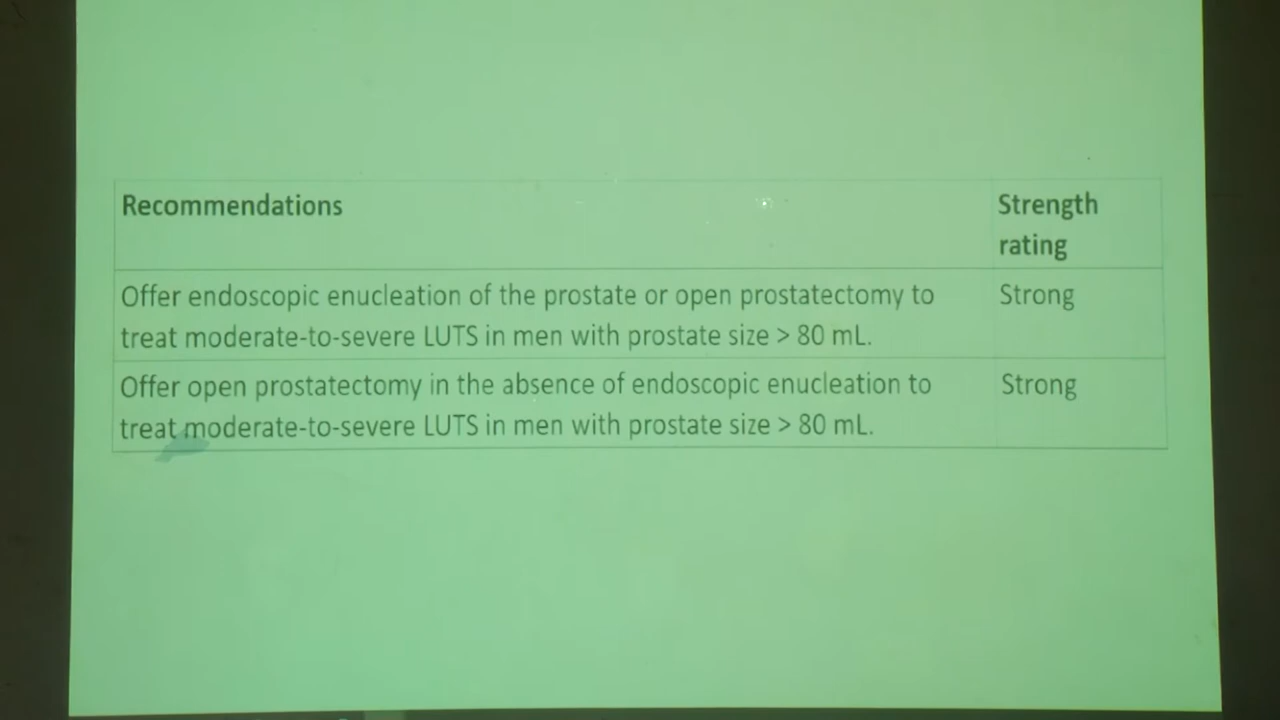 Recommendations
Strength
rating
Offer endoscopic enucleation of the prostate or open prostatectomy to
treat moderate-to-severe LUTS in men with prostate size > 80 mL.
Strong
Offer open prostatectomy in the absence of endoscopic enucleation to
treat moderate-to-severe LUTS in men with prostate size > 80 mL.
Strong